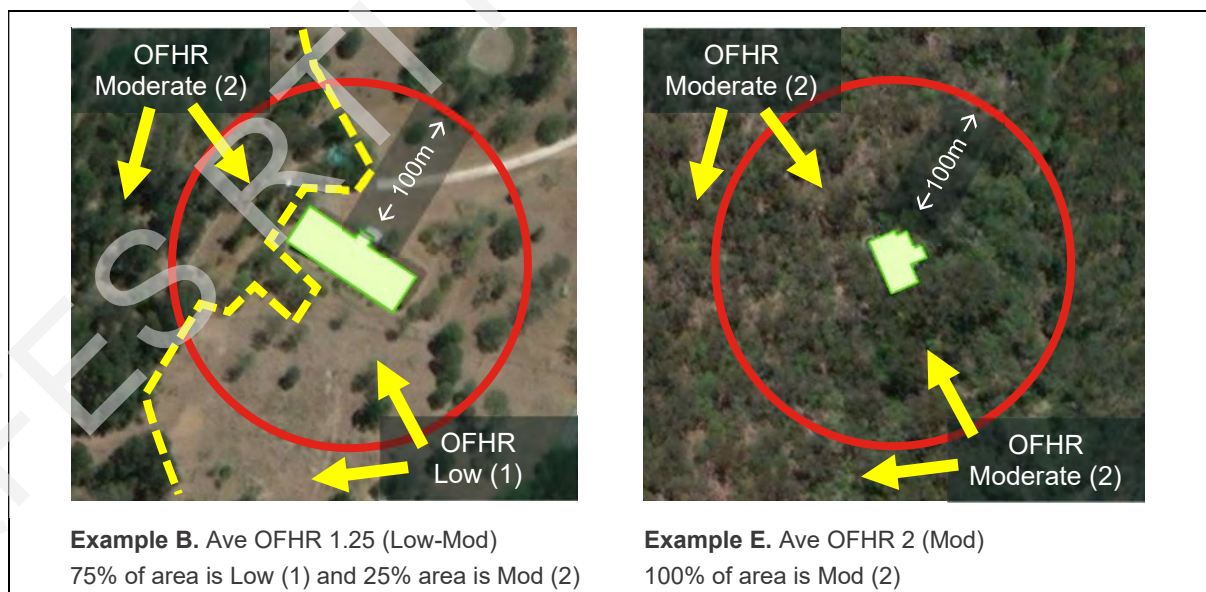 OFHR
Moderate (2)
← 100m →
OFHR
Low (1)
OFHR
Moderate (2)
←100m→
OFHR
Moderate (2)
Example B. Ave OFHR 1.25 (Low-Mod)
75% of area is Low (1) and 25% area is Mod (2)
Example E. Ave OFHR 2 (Mod)
100% of area is Mod (2)